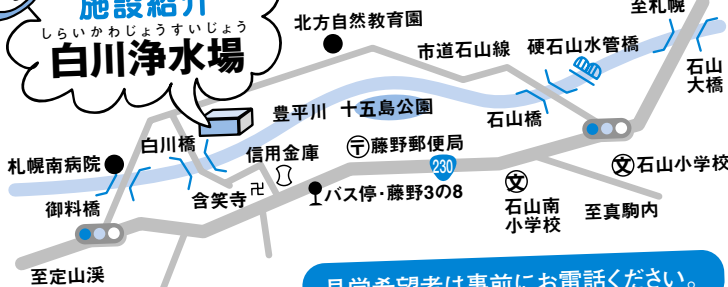 施設紹介
しらいかわじょうすいじょう
白川浄水場
北方自然教育園
至札幌
市道石山線
硬石山水管橋
石山
大橋
豊平川
十五島公園
石山橋
白川橋
信用金庫
〒藤野郵便局
230
札幌南病院
御料橋
含笑寺
卍
バス停・藤野3の8
文
石山南
小学校
文石山小学校
至真駒内
至定山渓
見学希望者は事前にお電話ください。